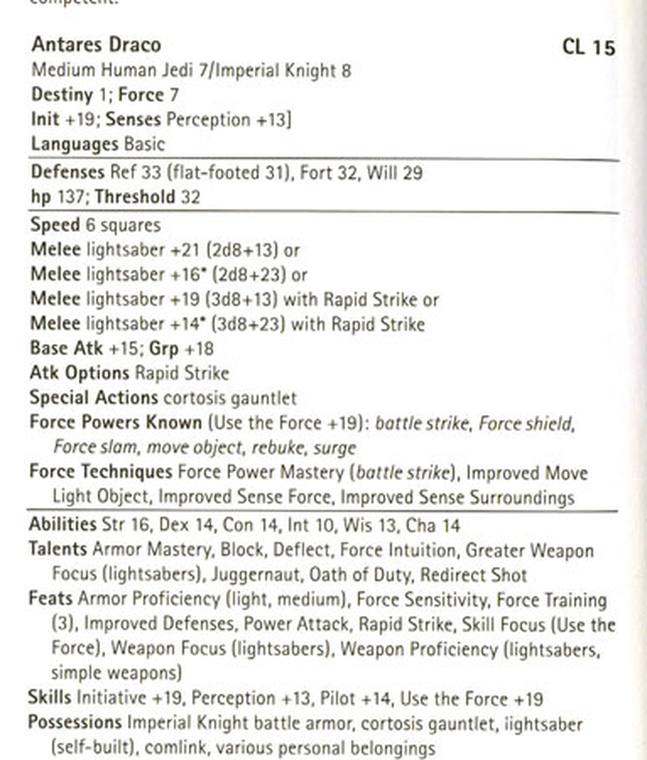 competent.
Antares Draco CL 15
Medium Human Jedi 7/Imperial Knight 8
Destiny 1; Force 7
Init +19; Senses Perception +13]
Languages Basic
Defenses Ref 33 (flat-footed 31), Fort 32, Will 29
hp 137; Threshold 32
Speed 6 squares
Melee lightsaber +21 (2d8+13) or
Melee lightsaber +16* (2d8+23) or
Melee lightsaber +19 (3d8+13) with Rapid Strike or
Melee lightsaber +14* (3d8+23) with Rapid Strike
Base Atk +15; Grp +18
Atk Options Rapid Strike
Special Actions cortosis gauntlet
Force Powers Known (Use the Force +19): battle strike, Force shield,
Force slam, move object, rebuke, surge
Force Techniques Force Power Mastery (battle strike), Improved Move
Light Object, Improved Sense Force, Improved Sense Surroundings
Abilities Str 16, Dex 14, Con 14, Int 10, Wis 13, Cha 14
Talents Armor Mastery, Block, Deflect, Force Intuition, Greater Weapon
Focus (lightsabers), Juggernaut, Oath of Duty, Redirect Shot
Feats Armor Proficiency (light, medium), Force Sensitivity, Force Training
(3), Improved Defenses, Power Attack, Rapid Strike, Skill Focus (Use the
Force), Weapon Focus (lightsabers), Weapon Proficiency (lightsabers,
simple weapons)
Skills Initiative +19, Perception +13, Pilot +14, Use the Force +19
Possessions Imperial Knight battle armor, cortosis gauntlet, lightsaber
(self-built), comlink, various personal belongings